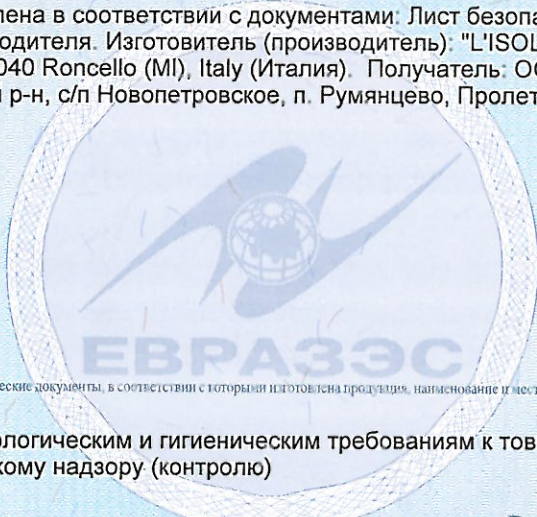 лена в соответствии с документами: Лист безопа
одителя. Изготовитель (производитель): "L'ISOL
040 Roncello (MI), Italy (Италия). Получатель: ОС
р-н, с/п Новопетровское, п. Румянцево, Пролет
ЕВРАЗЭС
еские документы, в соответствии с которыми изготовлена продукция, наименование и мест
ологическим и гигиеническим требованиям к тов
кому надзору (контролю)